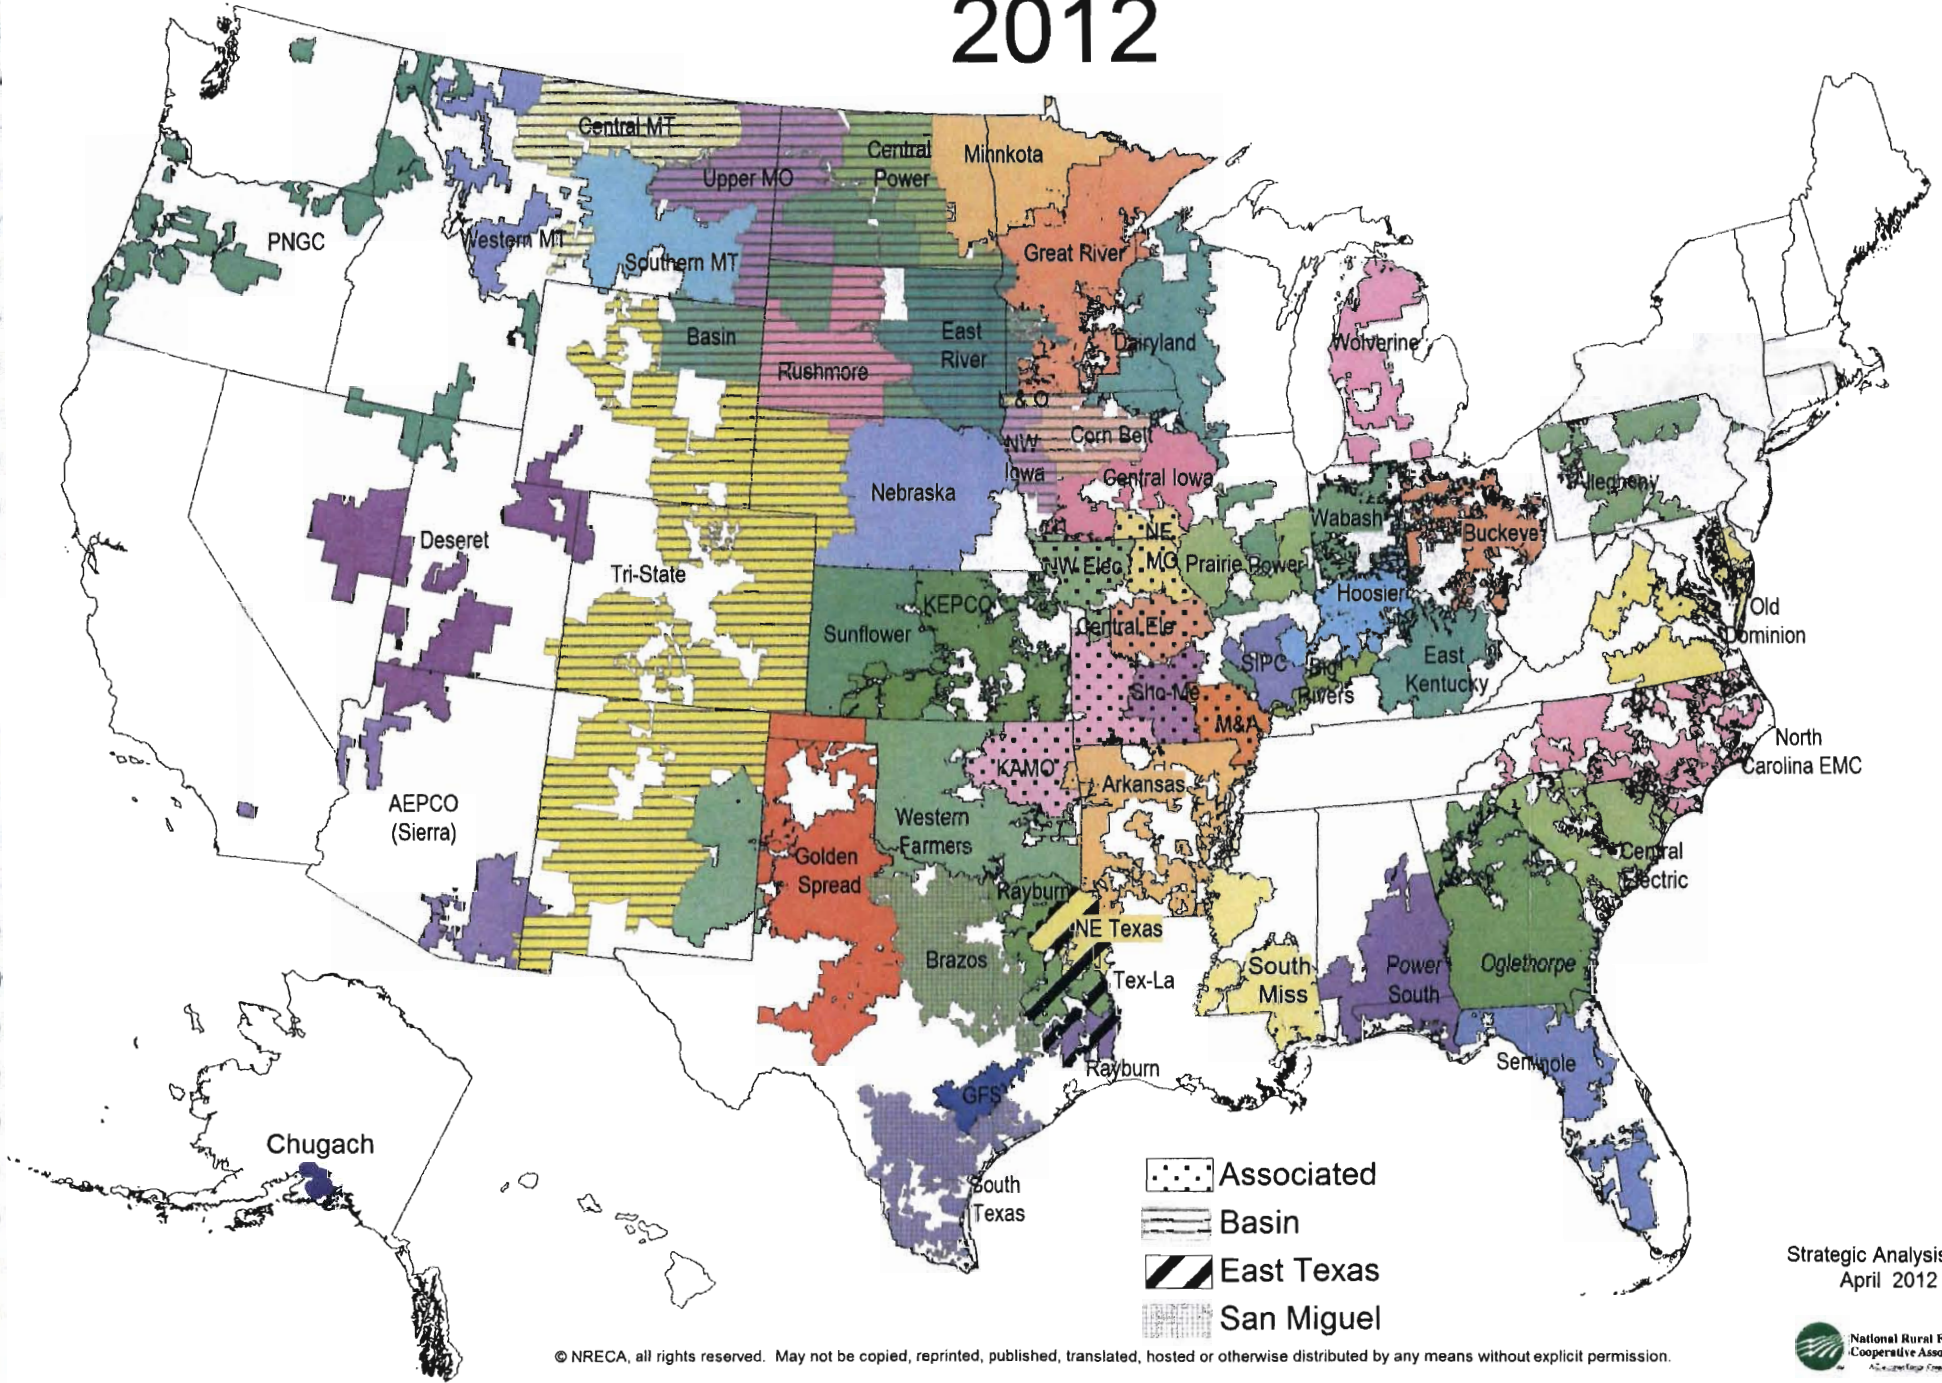 2012
Central MT
Upper MO
Central
Power
Minnkota
PNGC
Western MT
Southern MT
Great River
Basin
East
River
Dairyland
Wolverine
Rushmore
L & O
Corn Belt
NW
Iowa
Central Iowa
Nebraska
Allegheny
Wabash
Buckeye
Deseret
Tri-State
NE
MO
NW Elec
Prairie Power
Hoosier
KEPCO
Sunflower
Central Ele
Old
Dominion
SIPC
Big
Rivers
East
Kentucky
Sho-Me
M&A
North
Carolina EMC
KAMO
Arkansas
AEPCO
(Sierra)
Western
Farmers
Golden
Spread
Central
Electric
Rayburn
NE Texas
Brazos
Tex-La
South
Miss
Power
South
Oglethorpe
Rayburn
Seminole
GFS
Chugach
South
Texas
Associated
Basin
East Texas
San Miguel
Strategic Analysis
April 2012
National Rural
Cooperative Asso
© NRECA, all rights reserved. May not be copied, reprinted, published, translated, hosted or otherwise distributed by any means without explicit permission.